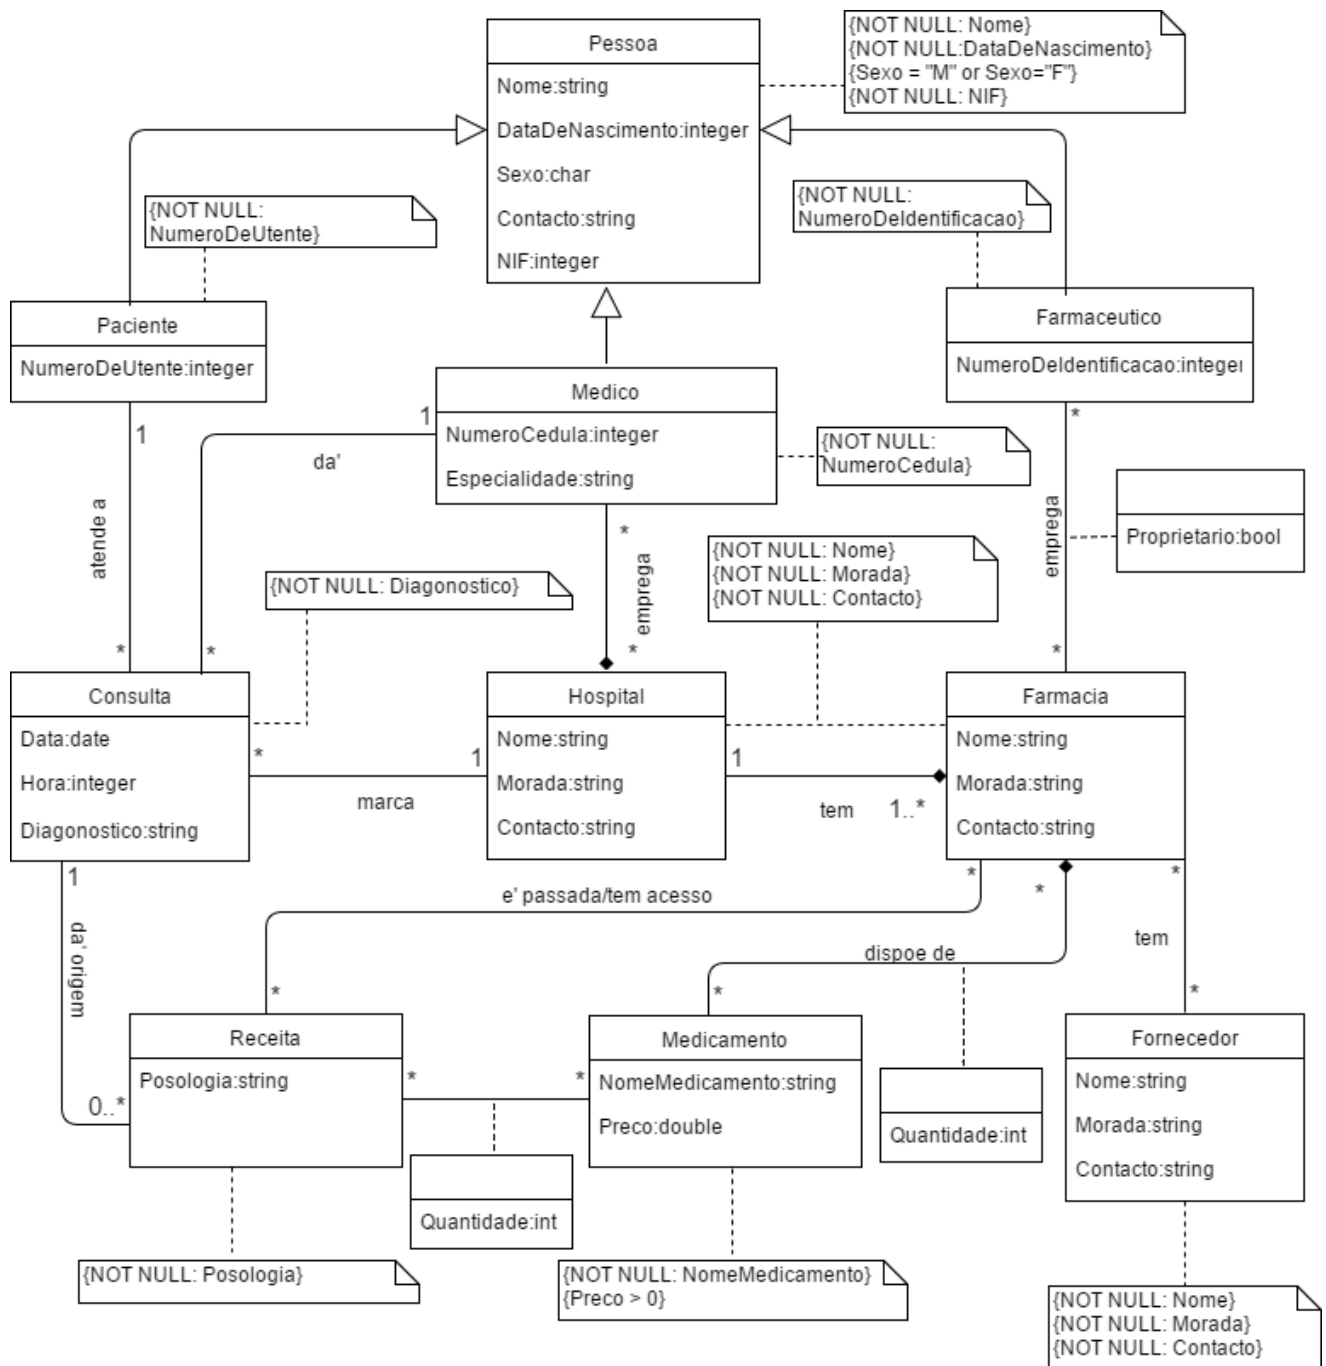 Pessoa
Nome:string
DataDeNascimento:integer
Sexo:char
Contacto:string
NIF:integer
{NOT NULL: Nome}
{NOT NULL:DataDeNascimento}
{Sexo = "M" or Sexo="F"}
{NOT NULL: NIF}
{NOT NULL:
NumeroDeUtente}
{NOT NULL:
NumeroDeIdentificacao}
Paciente
NumeroDeUtente:integer
Farmaceutico
NumeroDeIdentificacao:integer
Medico
NumeroCedula:integer
Especialidade:string
{NOT NULL:
NumeroCedula}
1
1
da'
*
atende a
*
emprega
*
emprega
Proprietario:bool
{NOT NULL: Diagonostico}
{NOT NULL: Nome}
{NOT NULL: Morada}
{NOT NULL: Contacto}
*
*
*
*
Consulta
Data:date
Hora:integer
Diagonostico:string
Hospital
Nome:string
Morada:string
Contacto:string
Farmacia
Nome:string
Morada:string
Contacto:string
*
1
marca
1
tem
1..*
1
da' origem
0..*
e' passada/tem acesso
*
*
*
*
dispoe de
*
tem
*
Receita
Posologia:string
*
*
Medicamento
NomeMedicamento:string
Preco:double
Fornecedor
Nome:string
Morada:string
Contacto:string
Quantidade:int
Quantidade:int
{NOT NULL: Posologia}
{NOT NULL: NomeMedicamento}
{Preco > 0}
{NOT NULL: Nome}
{NOT NULL: Morada}
{NOT NULL: Contacto}